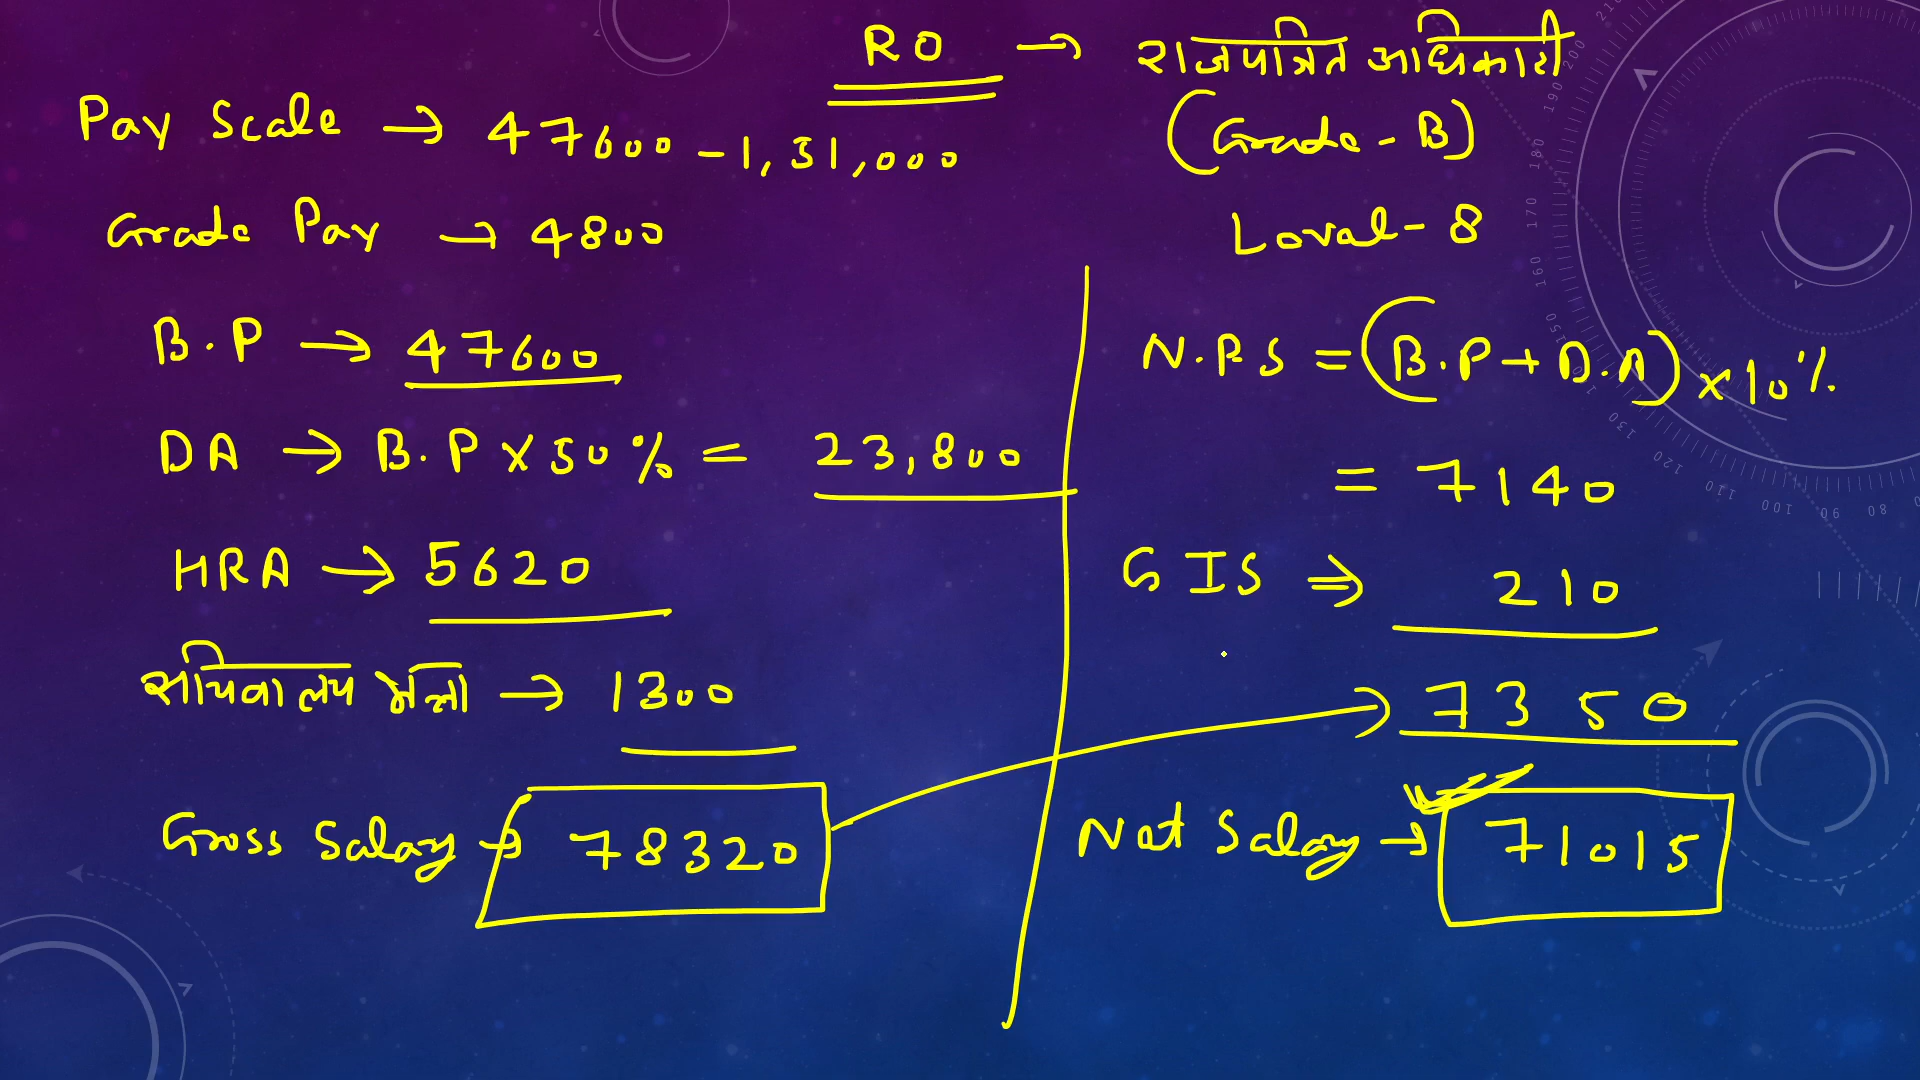 RO → राजपत्रित अधिकारी
(Grade - B)
Level - 8
Pay Scale → 47600 - 1,51,000
Grade Pay → 4800
B.P → 47600
DA → B.P X 50% = 23,800
HRA → 5620
सचिवालय भत्ता → 1300
Gross Salary → 78320
N.P.S = (B.P + D.A) × 10%
= 7140
GIS ⇒ 210
7350
Net Salary → 71015